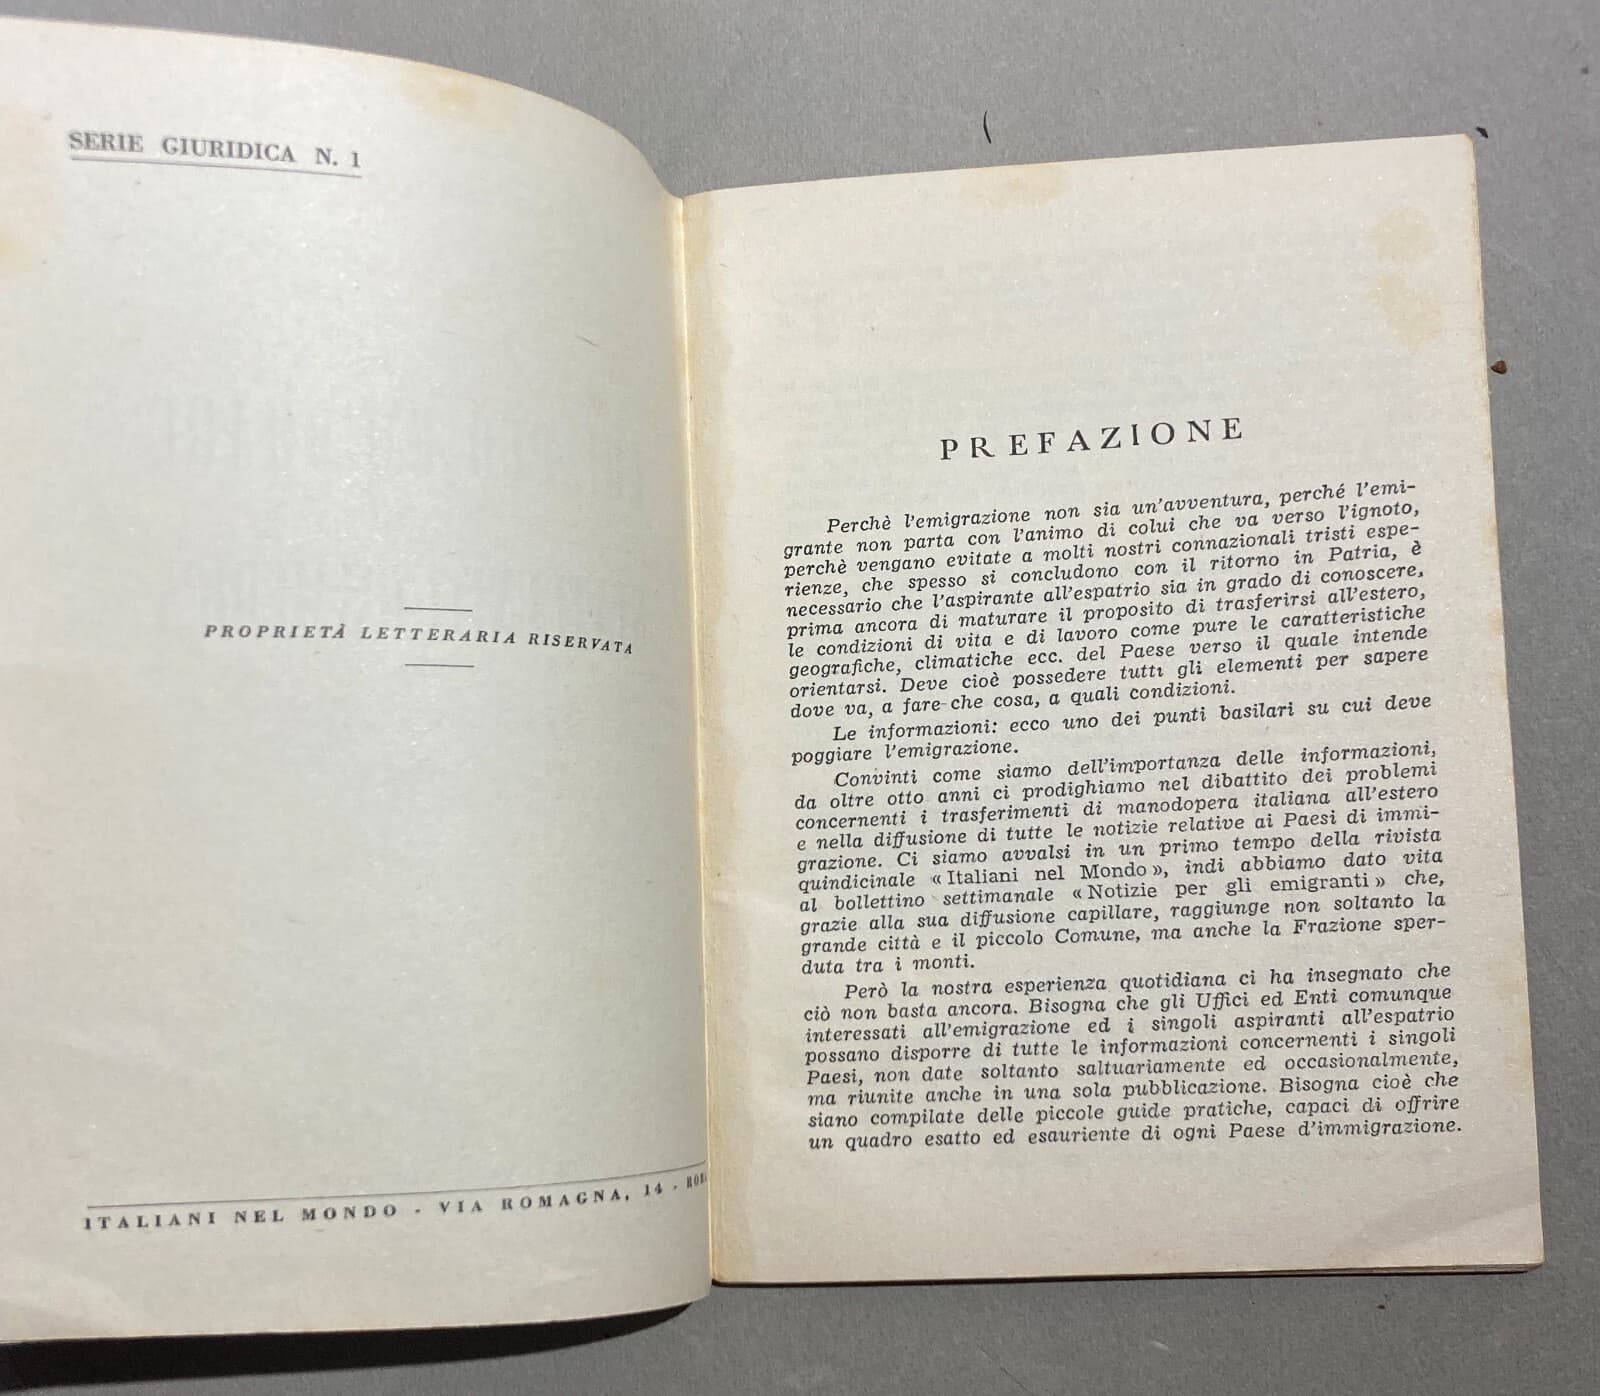 SERIE GIURIDICA N. 1
PROPRIETÀ LETTERARIA RISERVATA
ITALIANI NEL MONDO - VIA ROMAGNA, 14 -
PREFAZIONE
Perchè l'emigrazione non sia un'avventura, perché l'emi-
grante non parta con l'animo di colui che va verso l'ignoto,
perchè vengano evitate a molti nostri connazionali tristi espe-
rienze, che spesso si concludono con il ritorno in Patria, è
necessario che l'aspirante all'espatrio sia in grado di conoscere,
prima ancora di maturare il proposito di trasferirsi all'estero,
le condizioni di vita e di lavoro come pure le caratteristiche
geografiche, climatiche ecc. del Paese verso il quale intende
orientarsi. Deve cioè possedere tutti gli elementi per sapere
dove va, a fare che cosa, a quali condizioni.
Le informazioni: ecco uno dei punti basilari su cui deve
poggiare l'emigrazione.
Convinti come siamo dell'importanza delle informazioni,
da oltre otto anni ci prodighiamo nel dibattito dei problemi
concernenti i trasferimenti di manodopera italiana all'estero
e nella diffusione di tutte le notizie relative ai Paesi di immi-
grazione. Ci siamo avvalsi in un primo tempo della rivista
quindicinale «Italiani nel Mondo», indi abbiamo dato vita
al bollettino settimanale «Notizie per gli emigranti» che,
grazie alla sua diffusione capillare, raggiunge non soltanto la
grande città e il piccolo Comune, ma anche la Frazione sper-
duta tra i monti.
Però la nostra esperienza quotidiana ci ha insegnato che
ciò non basta ancora. Bisogna che gli Uffici ed Enti comunque
interessati all'emigrazione ed i singoli aspiranti all'espatrio
possano disporre di tutte le informazioni concernenti i singoli
Paesi, non date soltanto saltuariamente ed occasionalmente,
ma riunite anche in una sola pubblicazione. Bisogna cioè che
siano compilate delle piccole guide pratiche, capaci di offrire
un quadro esatto ed esauriente di ogni Paese d'immigrazione.